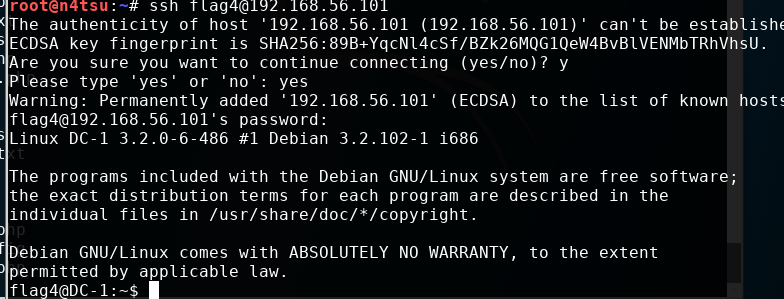 root@n4tsu:~# ssh flag4@192.168.56.101
The authenticity of host '192.168.56.101 (192.168.56.101)' can't be establishe
ECDSA key fingerprint is SHA256:89B+YqcNl4cSf/BZk26MQG1QeW4BvBlVENMbTRhVhsU.
Are you sure you want to continue connecting (yes/no)? y
Please type 'yes' or 'no': yes
Warning: Permanently added '192.168.56.101' (ECDSA) to the list of known hosts
flag4@192.168.56.101's password:
Linux DC-1 3.2.0-6-486 #1 Debian 3.2.102-1 i686
The programs included with the Debian GNU/Linux system are free software;
the exact distribution terms for each program are described in the
individual files in /usr/share/doc/*/copyright.
Debian GNU/Linux comes with ABSOLUTELY NO WARRANTY, to the extent
permitted by applicable law.
flag4@DC-1:~$